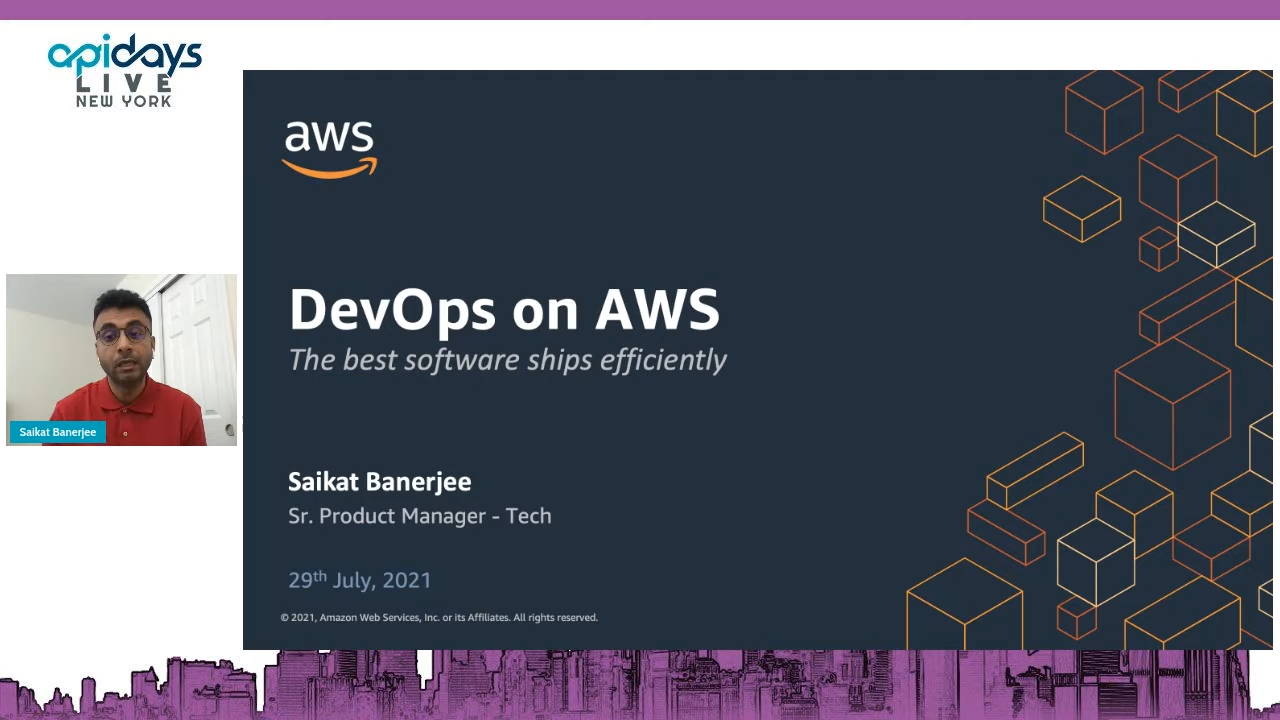 apidays
LIVE
NEW YORK
aws
DevOps on AWS
The best software ships efficiently
Saikat Banerjee
Saikat Banerjee
Sr. Product Manager - Tech
29th July, 2021
© 2021, Amazon Web Services, Inc. or its Affiliates. All rights reserved.